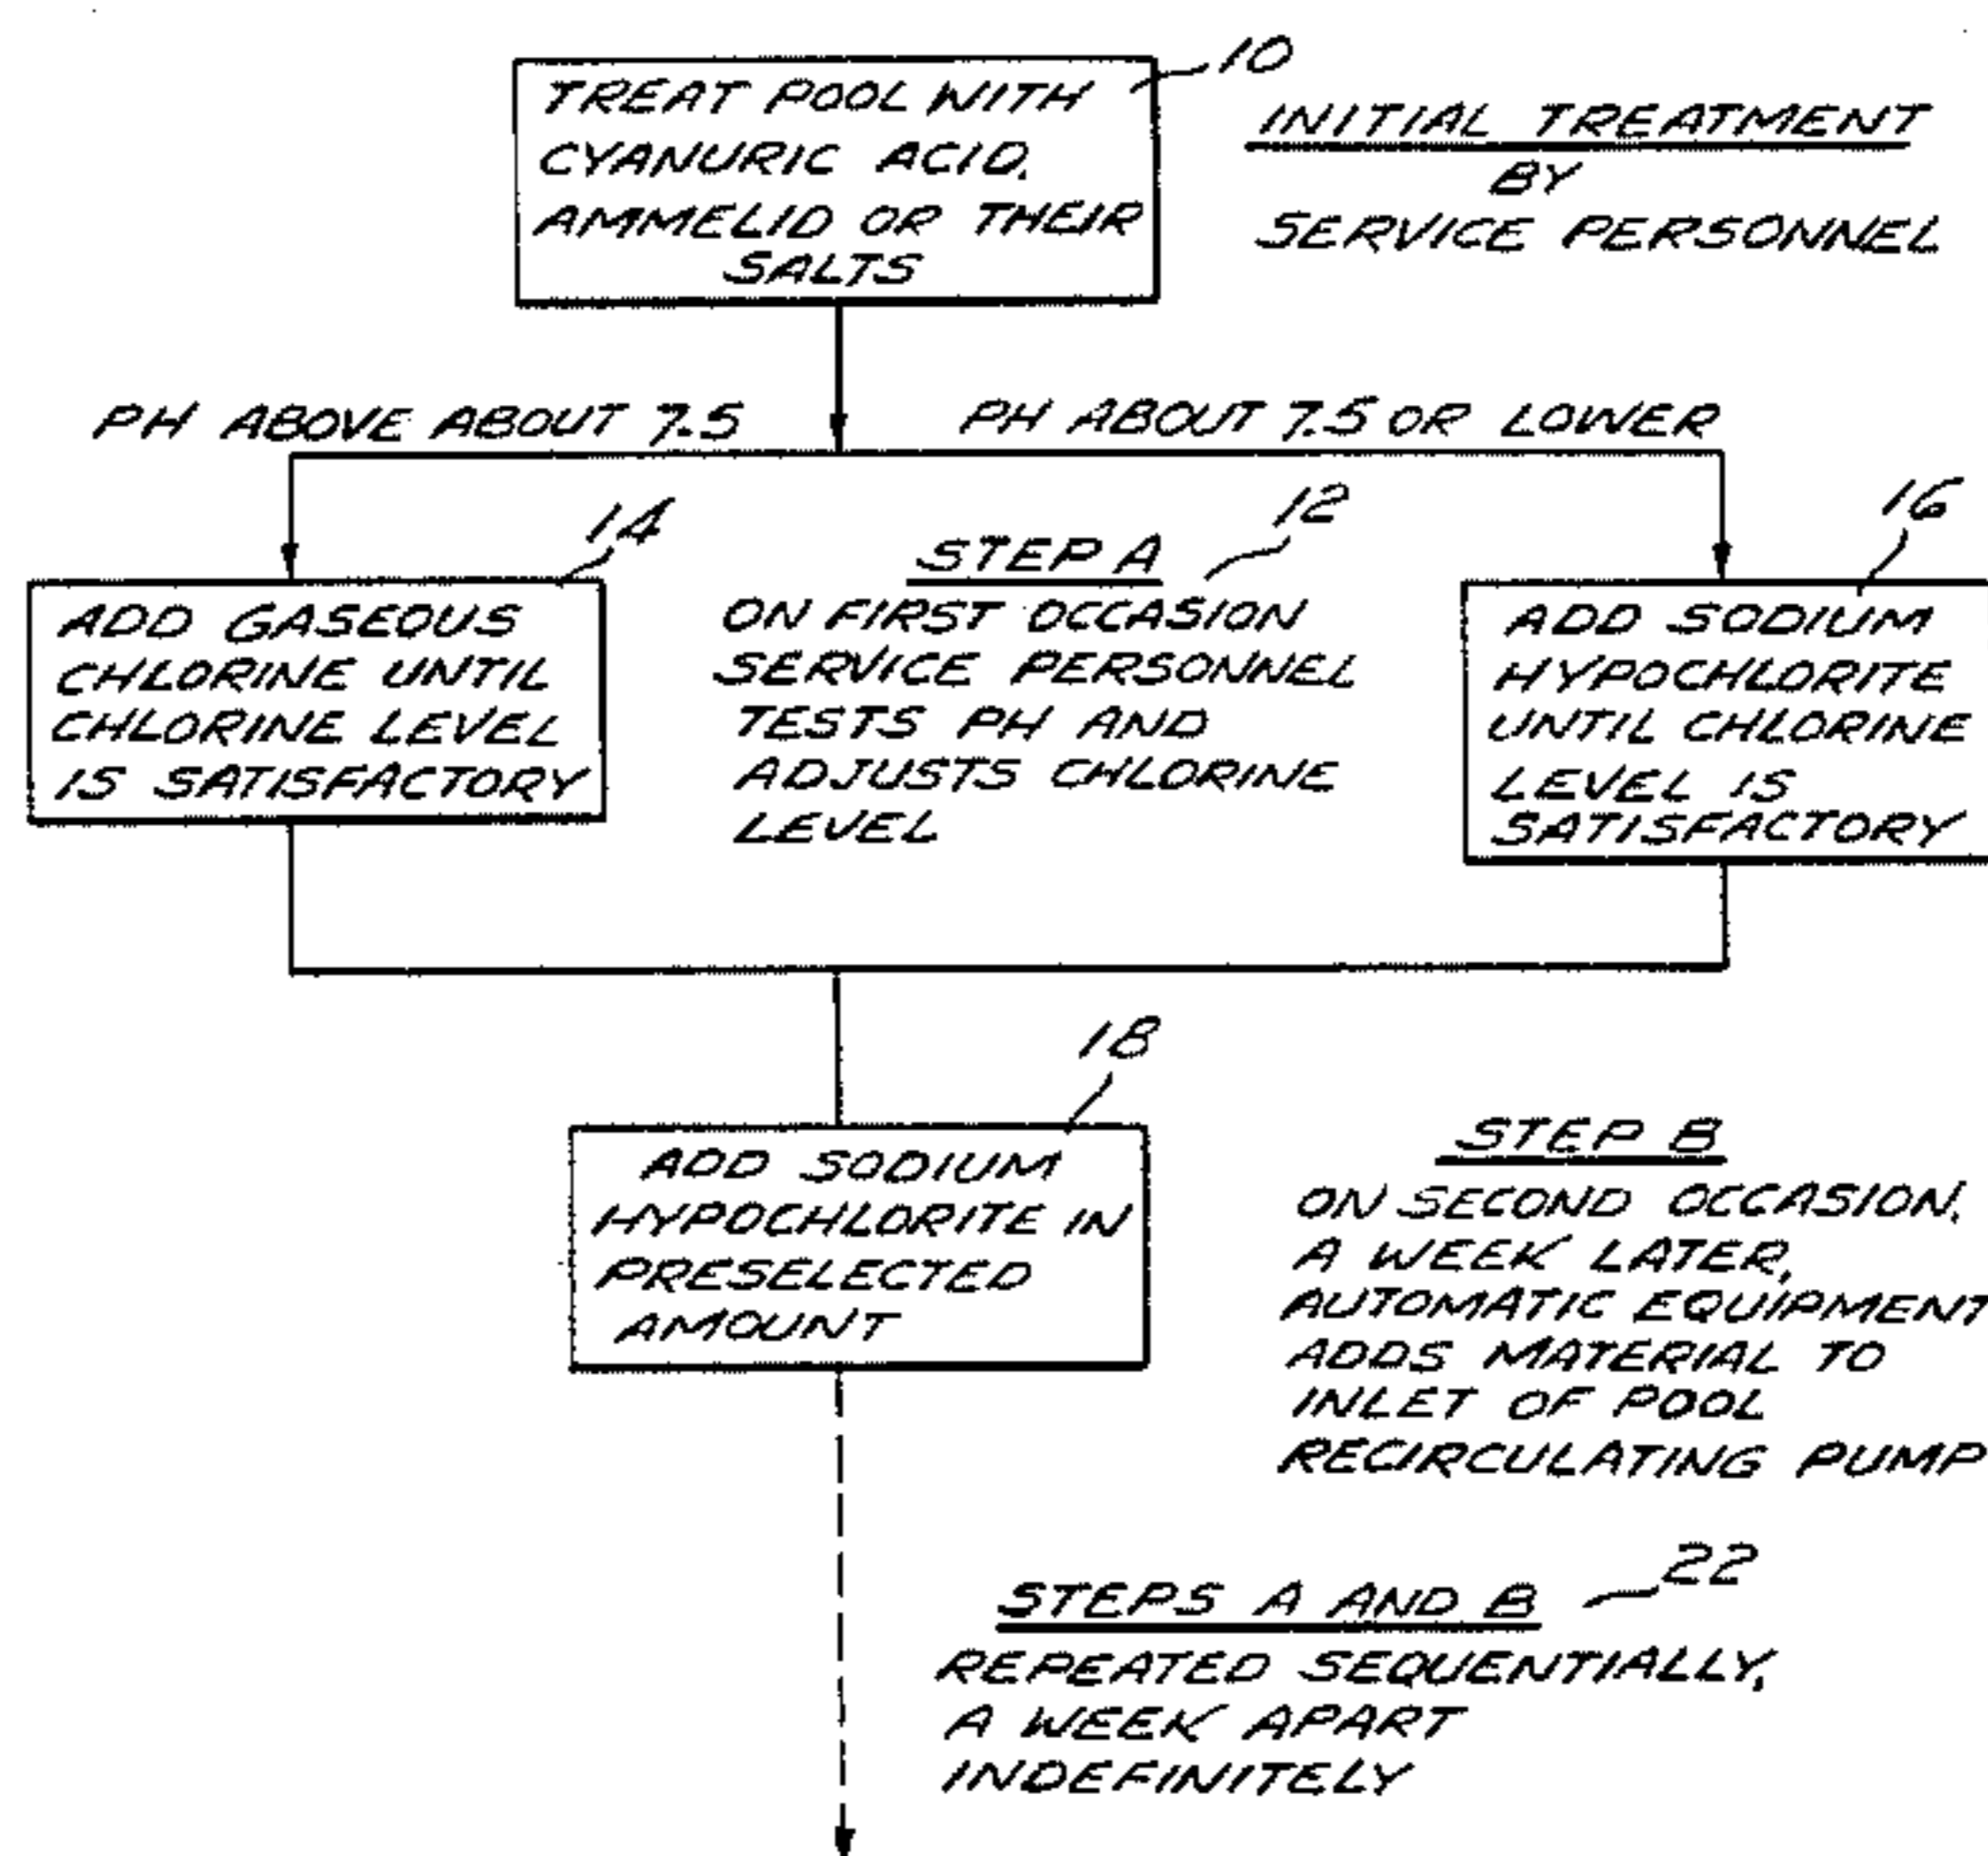 10
TREAT POOL WITH
CYANURIC ACID,
AMMELID OR THEIR
SALTS
INITIAL TREATMENT
BY
SERVICE PERSONNEL
PH ABOVE ABOUT 7.5
PH ABOUT 7.5 OR LOWER
14
ADD GASEOUS
CHLORINE UNTIL
CHLORINE LEVEL
IS SATISFACTORY
12
STEP A
ON FIRST OCCASION
SERVICE PERSONNEL
TESTS PH AND
ADJUSTS CHLORINE
LEVEL
16
ADD SODIUM
HYPOCHLORITE
UNTIL CHLORINE
LEVEL IS
SATISFACTORY
18
ADD SODIUM
HYPOCHLORITE IN
PRESELECTED
AMOUNT
STEP B
ON SECOND OCCASION,
A WEEK LATER,
AUTOMATIC EQUIPMENT
ADDS MATERIAL TO
INLET OF POOL
RECIRCULATING PUMP
22
STEPS A AND B
REPEATED SEQUENTIALLY,
A WEEK APART
INDEFINITELY